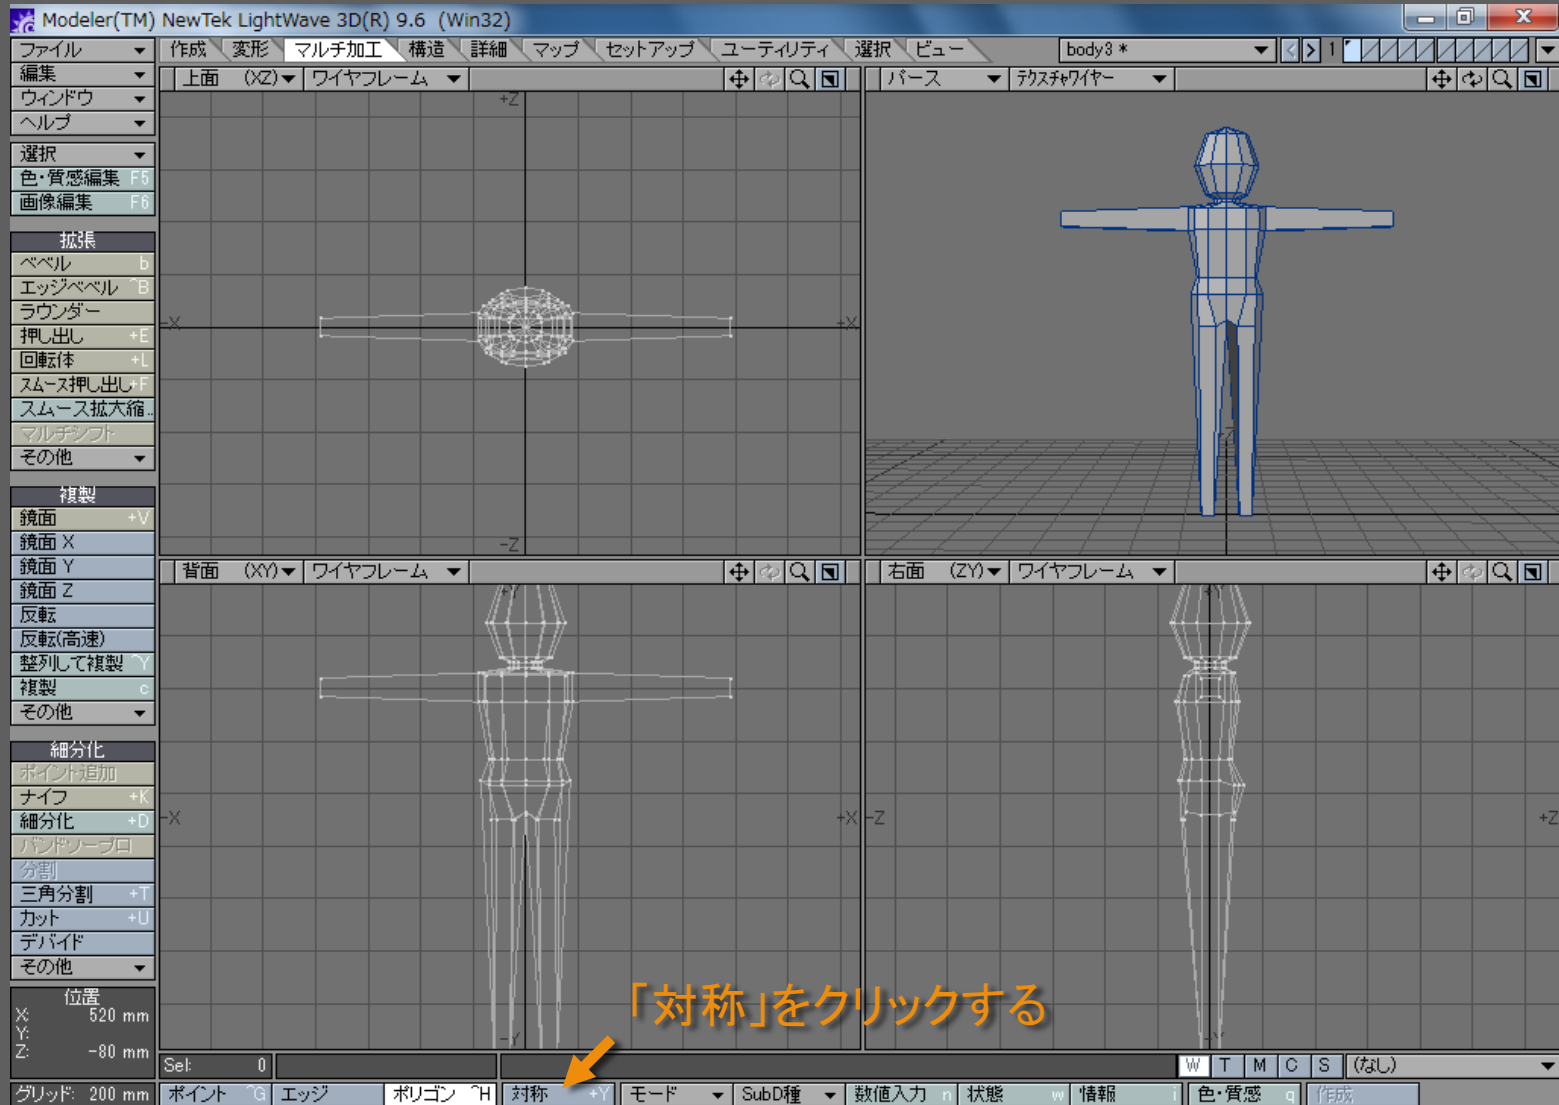 Modeler(TM) NewTek LightWave 3D(R) 9.6 (Win32)
ファイル 作成 変形 マルチ加工 構造 詳細 マップ セットアップ ユーティリティ 選択 ビュー body3 * 1
編集
ウィンドウ
ヘルプ
選択
色・質感編集 F5
画像編集 F6
拡張
ベベル b
エッジベベル ^B
ラウンダー
押し出し +E
回転体 +L
スムース押し出し+F
スムース拡大縮..
マルチシフト
その他
複製
鏡面 +V
鏡面 X
鏡面 Y
鏡面 Z
反転
反転(高速)
整列して複製 ^Y
複製 c
その他
細分化
ポイント追加
ナイフ +K
細分化 +D
バンドソープロ
分割
三角分割 +T
カット +U
デバイド
その他
位置
X: 520 mm
Y:
Z: -80 mm
グリッド: 200 mm
上面 (XZ) ワイヤフレーム
+Z
-X +X
-Z
パース テクスチャワイヤー
背面 (XY) ワイヤフレーム
+Y
-X +X
-Y
右面 (ZY) ワイヤフレーム
+Y
-Z +Z
-Y
「対称」をクリックする
Sel: 0
W T M C S (なし)
ポイント ^G エッジ ポリゴン ^H 対称 +Y モード SubD種 数値入力 n 状態 w 情報 i 色・質感 q 作成